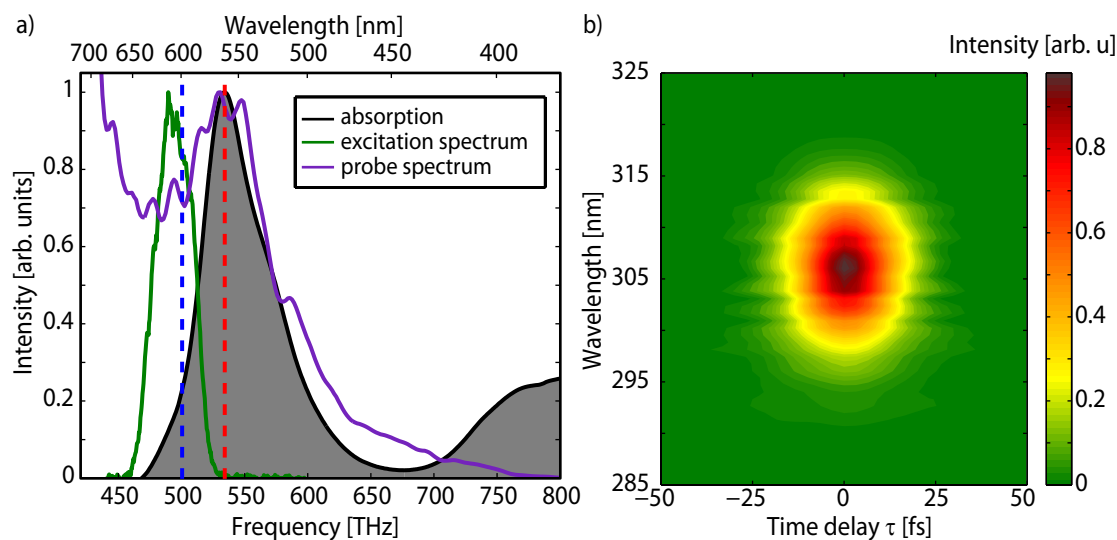 a)
Wavelength [nm]
700 650 600 550 500 450 400
Intensity [arb. units]
1
0.8
0.6
0.4
0.2
0
absorption
excitation spectrum
probe spectrum
450 500 550 600 650 700 750 800
Frequency [THz]
b)
Intensity [arb. u]
Wavelength [nm]
325
315
305
295
285
−50 −25 0 25 50
Time delay τ [fs]
1
0.8
0.6
0.4
0.2
0